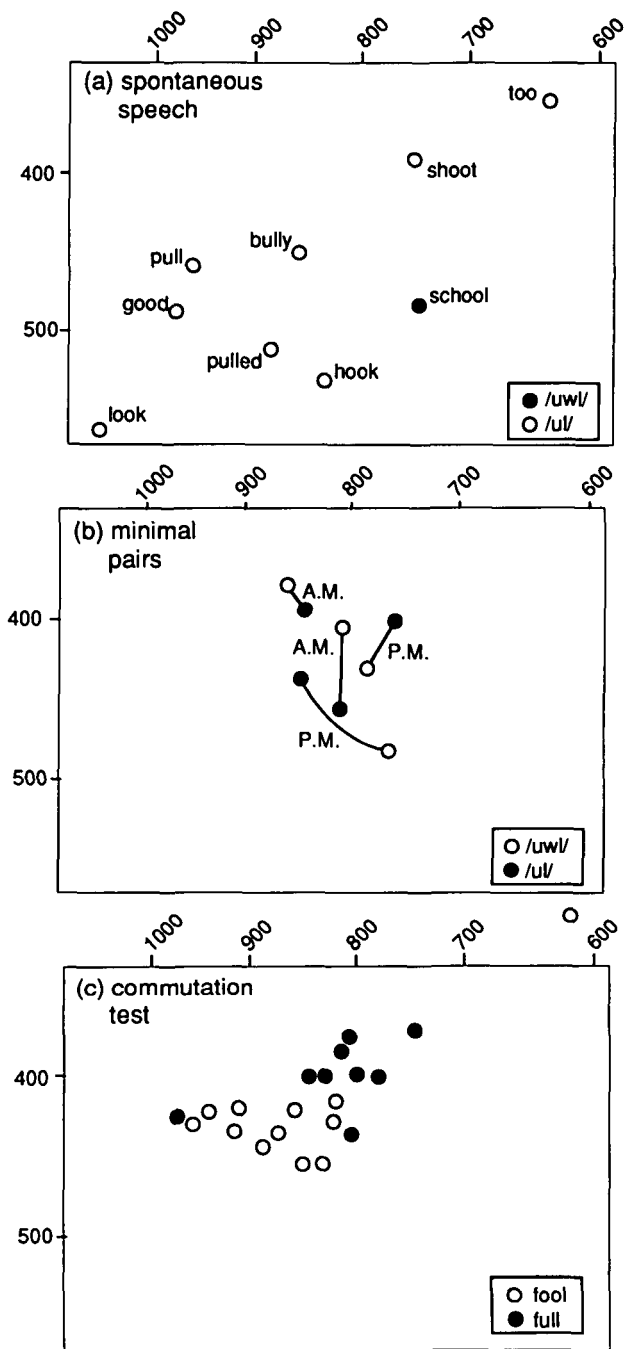 1000 900 800 700 600
(a) spontaneous
speech
too
400
shoot
bully
pull
school
good
500
pulled
hook
look
/uwl/
/ul/
1000 900 800 700 600
(b) minimal
pairs
A.M.
400
A.M.
P.M.
P.M.
500
/uwl/
/ul/
1000 900 800 700 600
(c) commutation
test
400
500
fool
full